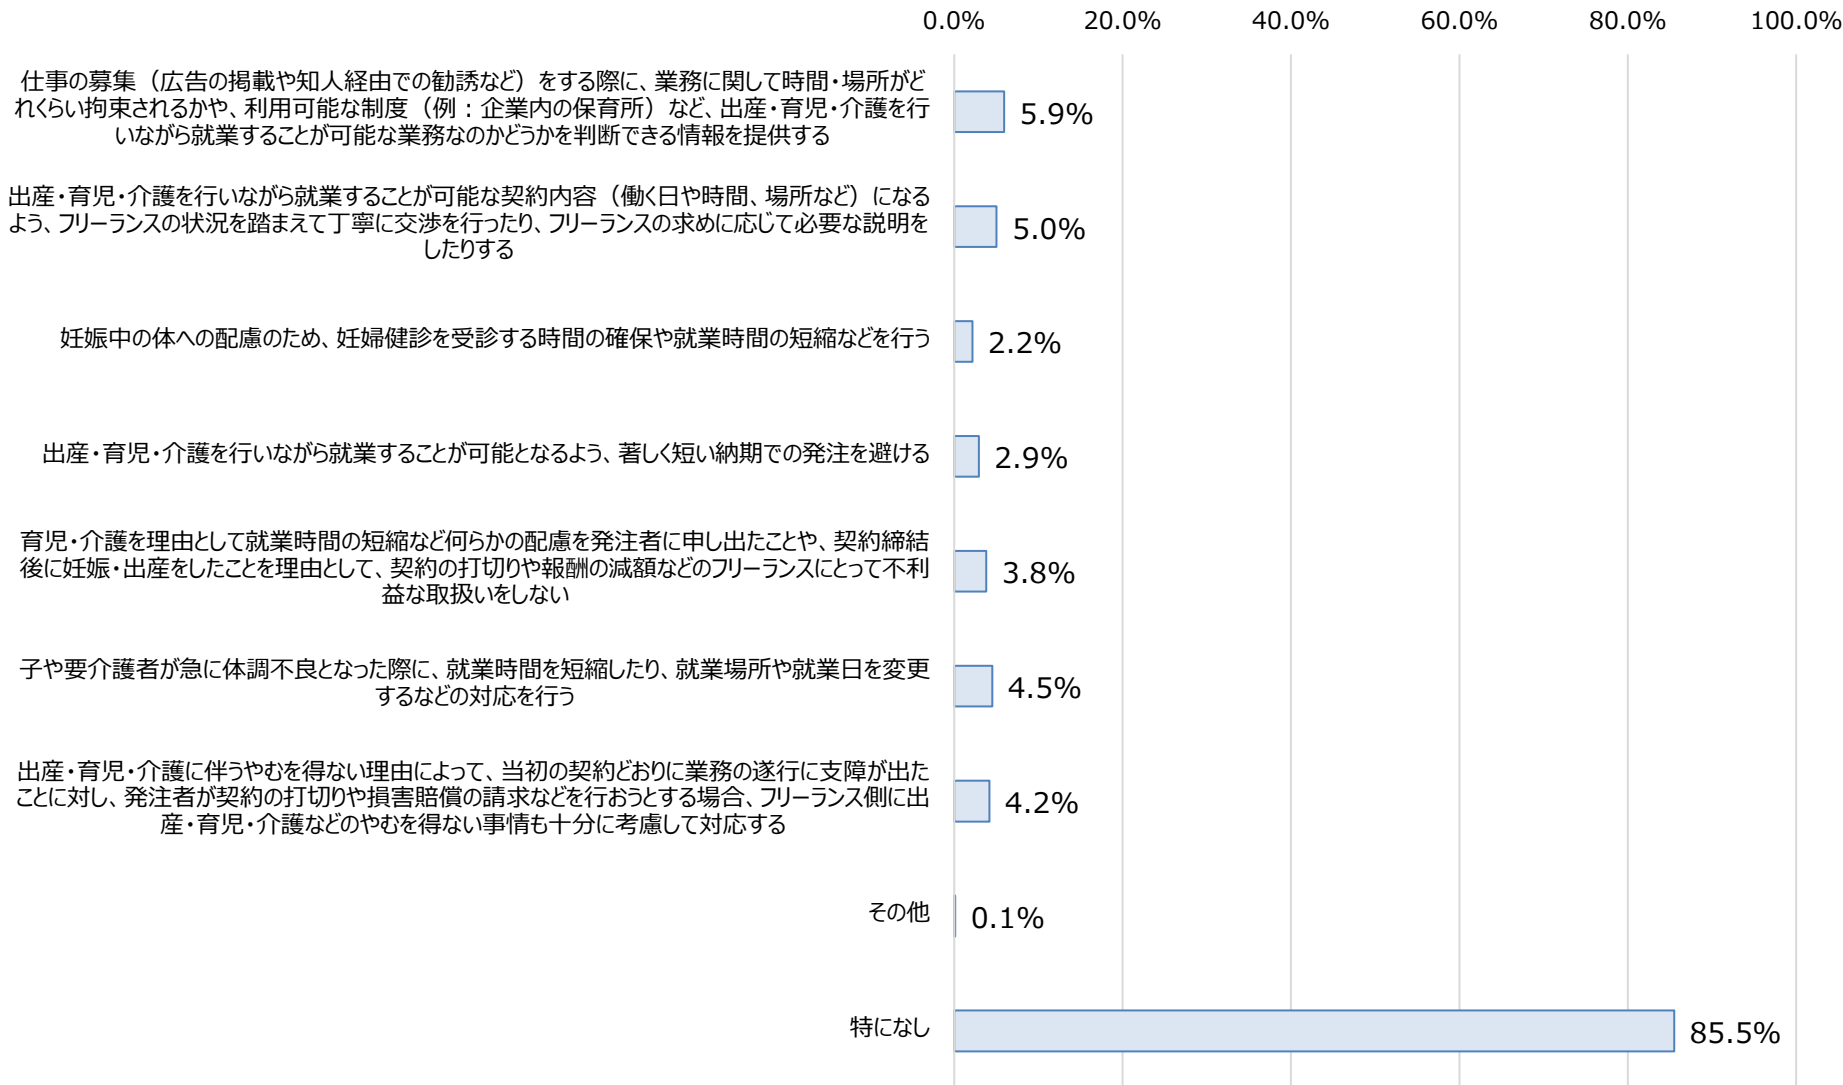 0.0% 20.0% 40.0% 60.0% 80.0% 100.0%
仕事の募集（広告の掲載や知人経由での勧誘など）をする際に、業務に関して時間・場所がど
れくらい拘束されるかや、利用可能な制度（例：企業内の保育所）など、出産・育児・介護を行
いながら就業することが可能な業務なのかどうかを判断できる情報を提供する
5.9%
出産・育児・介護を行いながら就業することが可能な契約内容（働く日や時間、場所など）になる
よう、フリーランスの状況を踏まえて丁寧に交渉を行ったり、フリーランスの求めに応じて必要な説明を
したりする
5.0%
妊娠中の体への配慮のため、妊婦健診を受診する時間の確保や就業時間の短縮などを行う
2.2%
出産・育児・介護を行いながら就業することが可能となるよう、著しく短い納期での発注を避ける
2.9%
育児・介護を理由として就業時間の短縮など何らかの配慮を発注者に申し出たことや、契約締結
後に妊娠・出産をしたことを理由として、契約の打切りや報酬の減額などのフリーランスにとって不利
益な取扱いをしない
3.8%
子や要介護者が急に体調不良となった際に、就業時間を短縮したり、就業場所や就業日を変更
するなどの対応を行う
4.5%
出産・育児・介護に伴うやむを得ない理由によって、当初の契約どおりに業務の遂行に支障が出た
ことに対し、発注者が契約の打切りや損害賠償の請求などを行おうとする場合、フリーランス側に出
産・育児・介護などのやむを得ない事情も十分に考慮して対応する
4.2%
その他
0.1%
特になし
85.5%